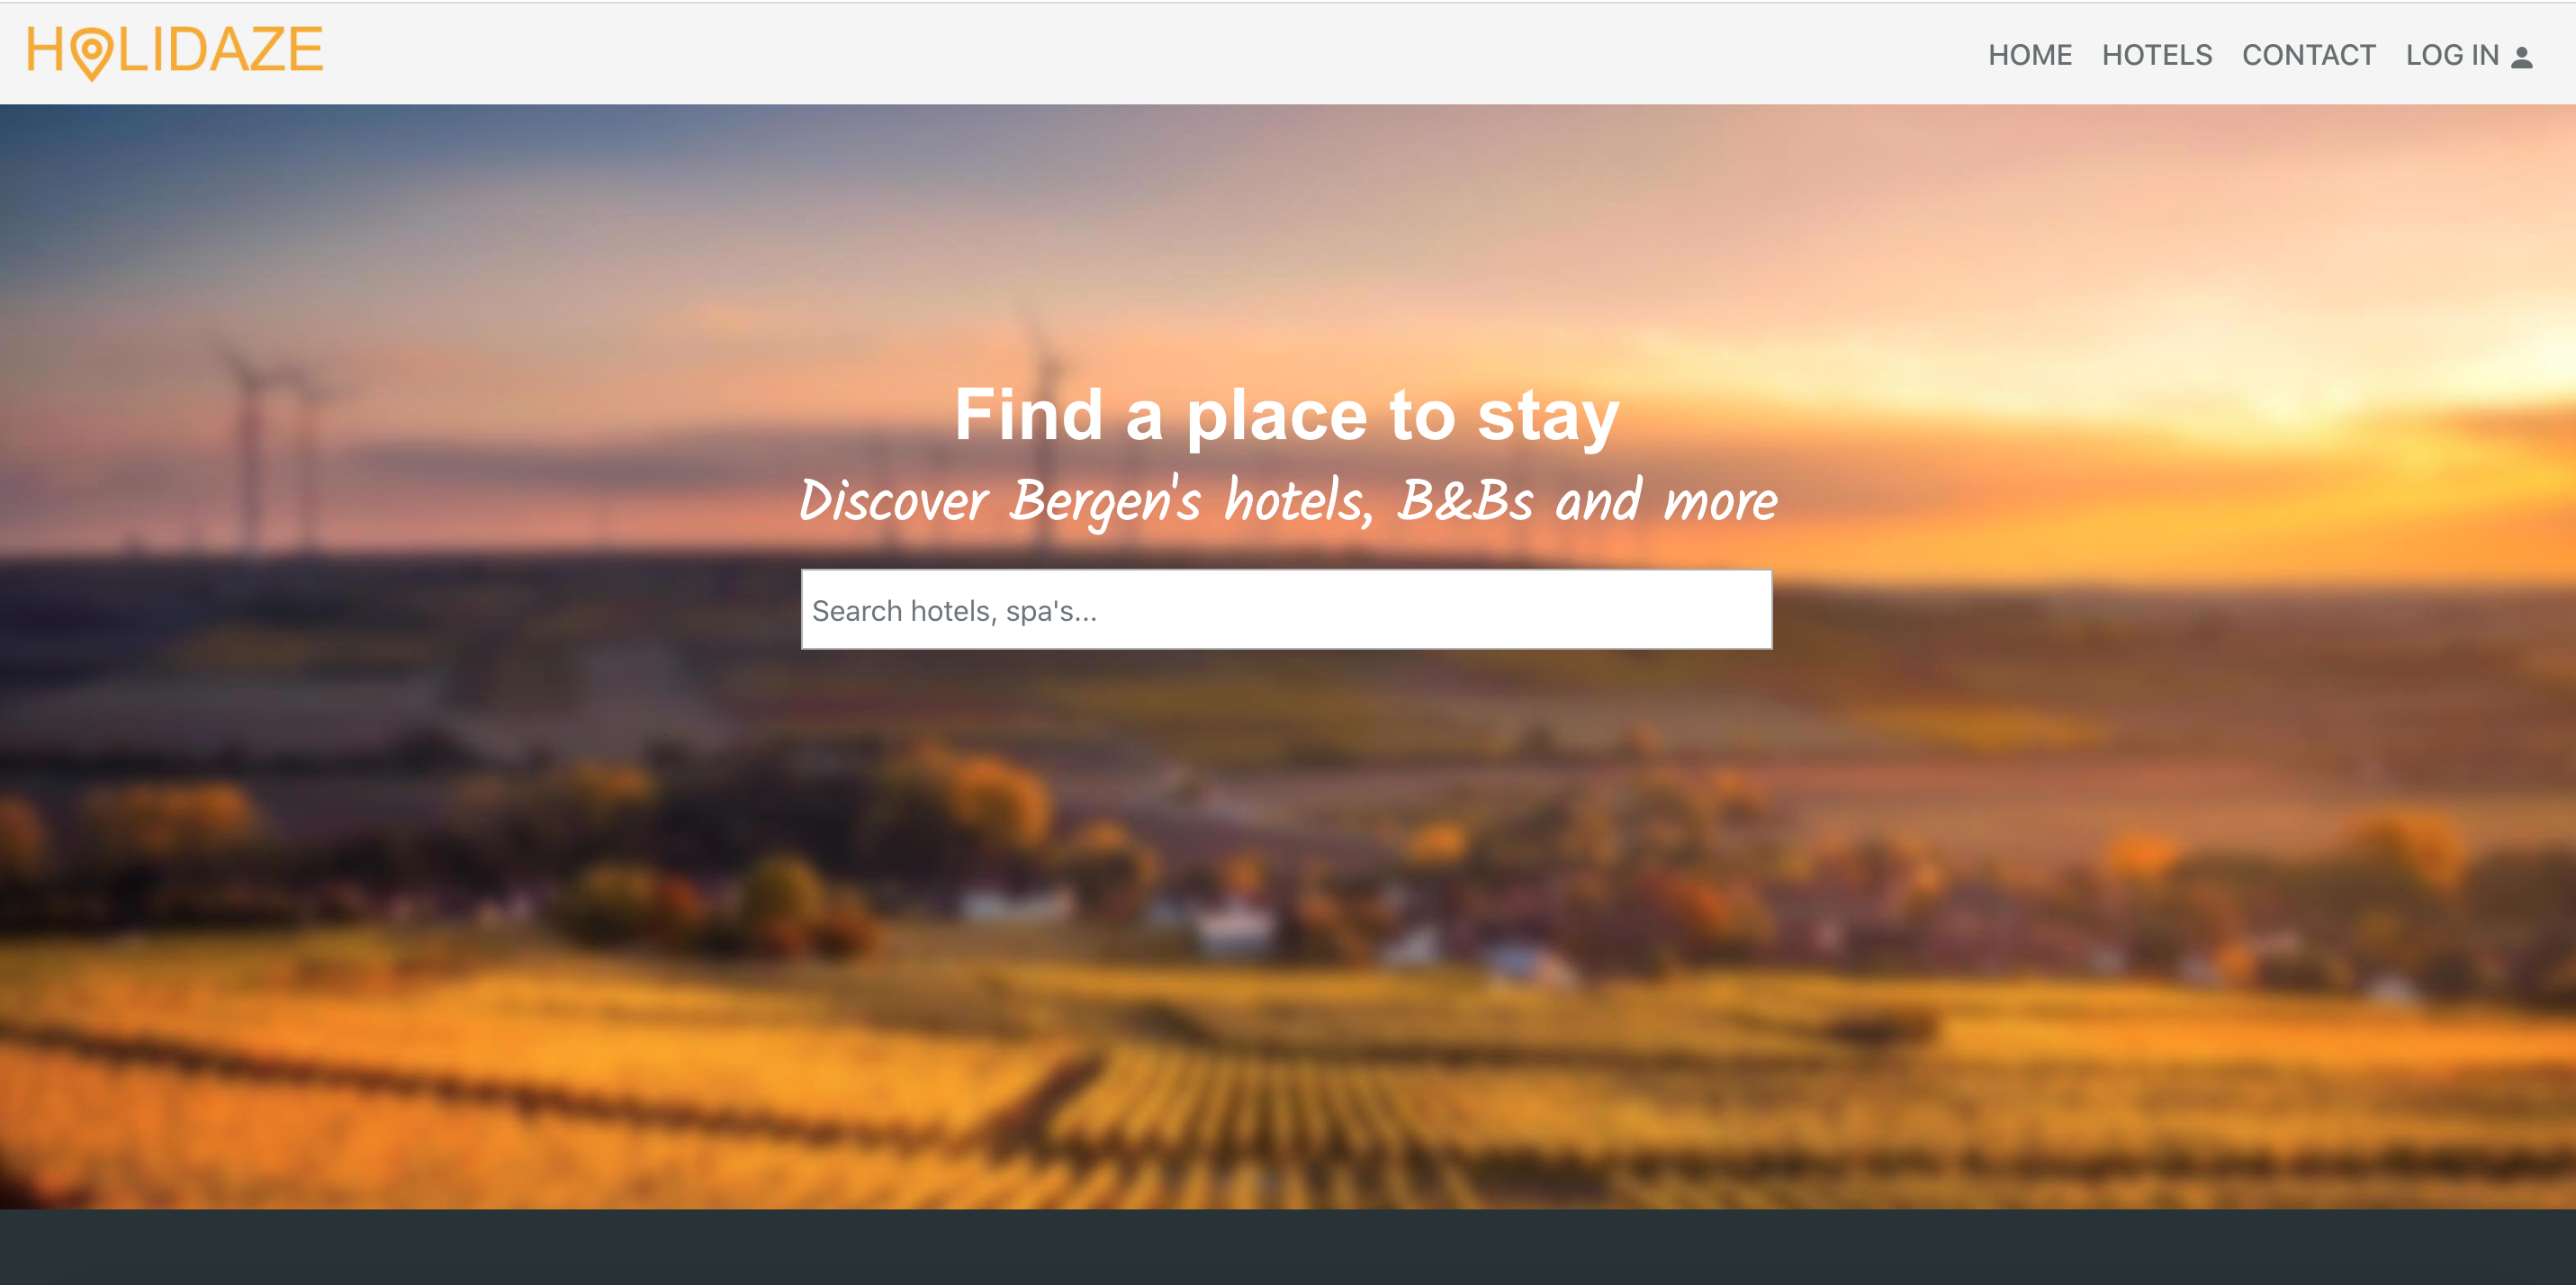 HOLIDAZE
HOME HOTELS CONTACT LOG IN
Find a place to stay
Discover Bergen's hotels, B&Bs and more
Search hotels, spa's...